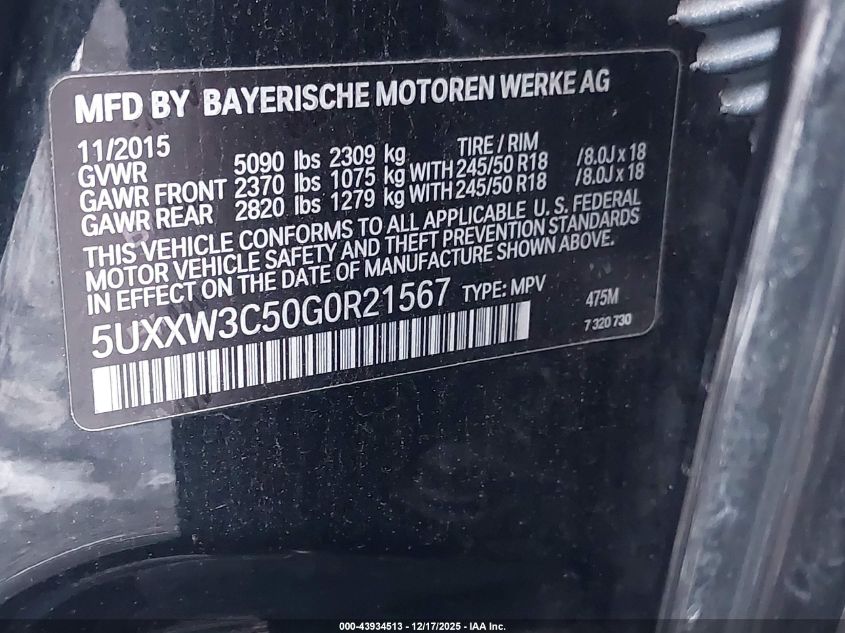 MFD BY BAYERISCHE MOTOREN WERKE AG
11/2015 TIRE / RIM
GVWR 5090 lbs 2309 kg
GAWR FRONT 2370 lbs 1075 kg WITH 245/50 R18 /8.0J x 18
GAWR REAR 2820 lbs 1279 kg WITH 245/50 R18 /8.0J x 18
THIS VEHICLE CONFORMS TO ALL APPLICABLE U. S. FEDERAL
MOTOR VEHICLE SAFETY AND THEFT PREVENTION STANDARDS
IN EFFECT ON THE DATE OF MANUFACTURE SHOWN ABOVE.
5UXXW3C50G0R21567 TYPE: MPV 475M
7 320 730
000-43934513 - 12/17/2025 - IAA Inc.